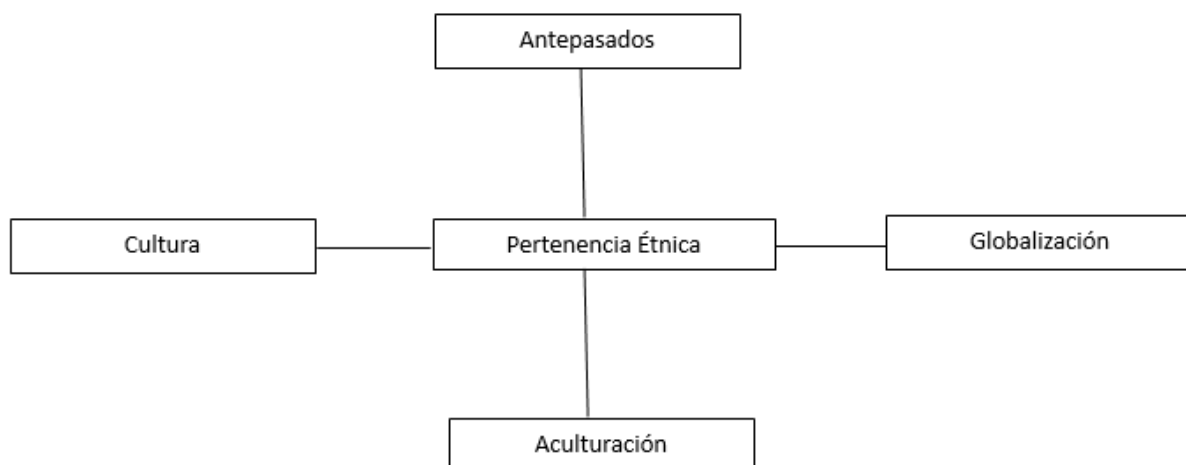 Antepasados
Cultura
Pertenencia Étnica
Globalización
Aculturación